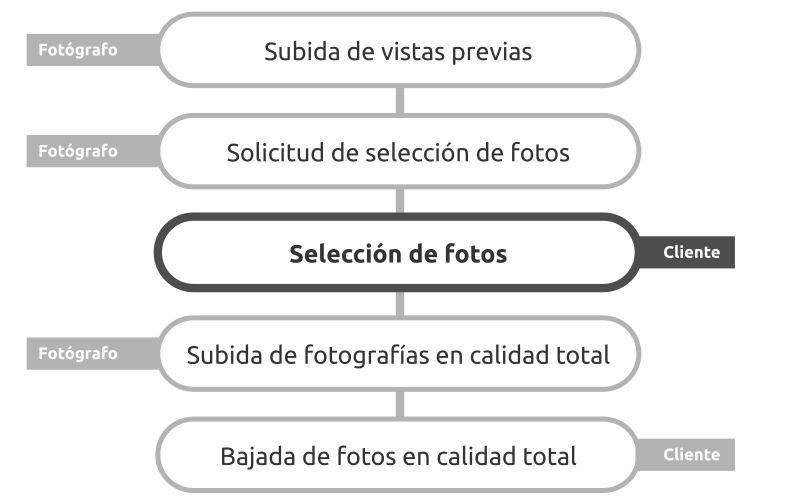 Fotógrafo
Subida de vistas previas
Fotógrafo
Solicitud de selección de fotos
Selección de fotos
Cliente
Fotógrafo
Subida de fotografías en calidad total
Bajada de fotos en calidad total
Cliente